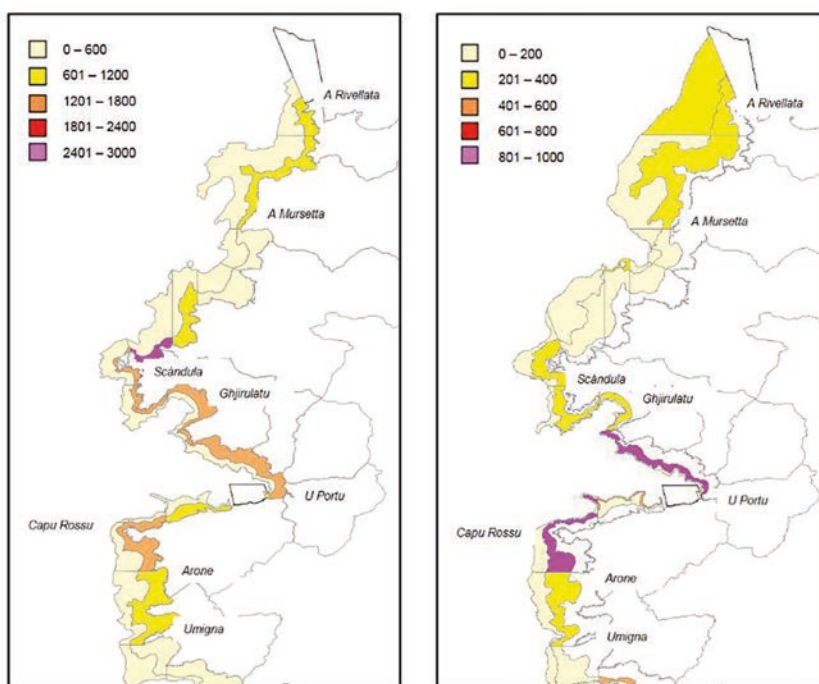 0 – 600
601 – 1200
1201 – 1800
1801 – 2400
2401 – 3000
A Rivellata
A Mursetta
Scàndula
Ghjirulatu
U Portu
Capu Rossu
Arone
Umigna
0 – 200
201 – 400
401 – 600
601 – 800
801 – 1000
A Rivellata
A Mursetta
Scàndula
Ghjirulatu
U Portu
Capu Rossu
Arone
Umigna